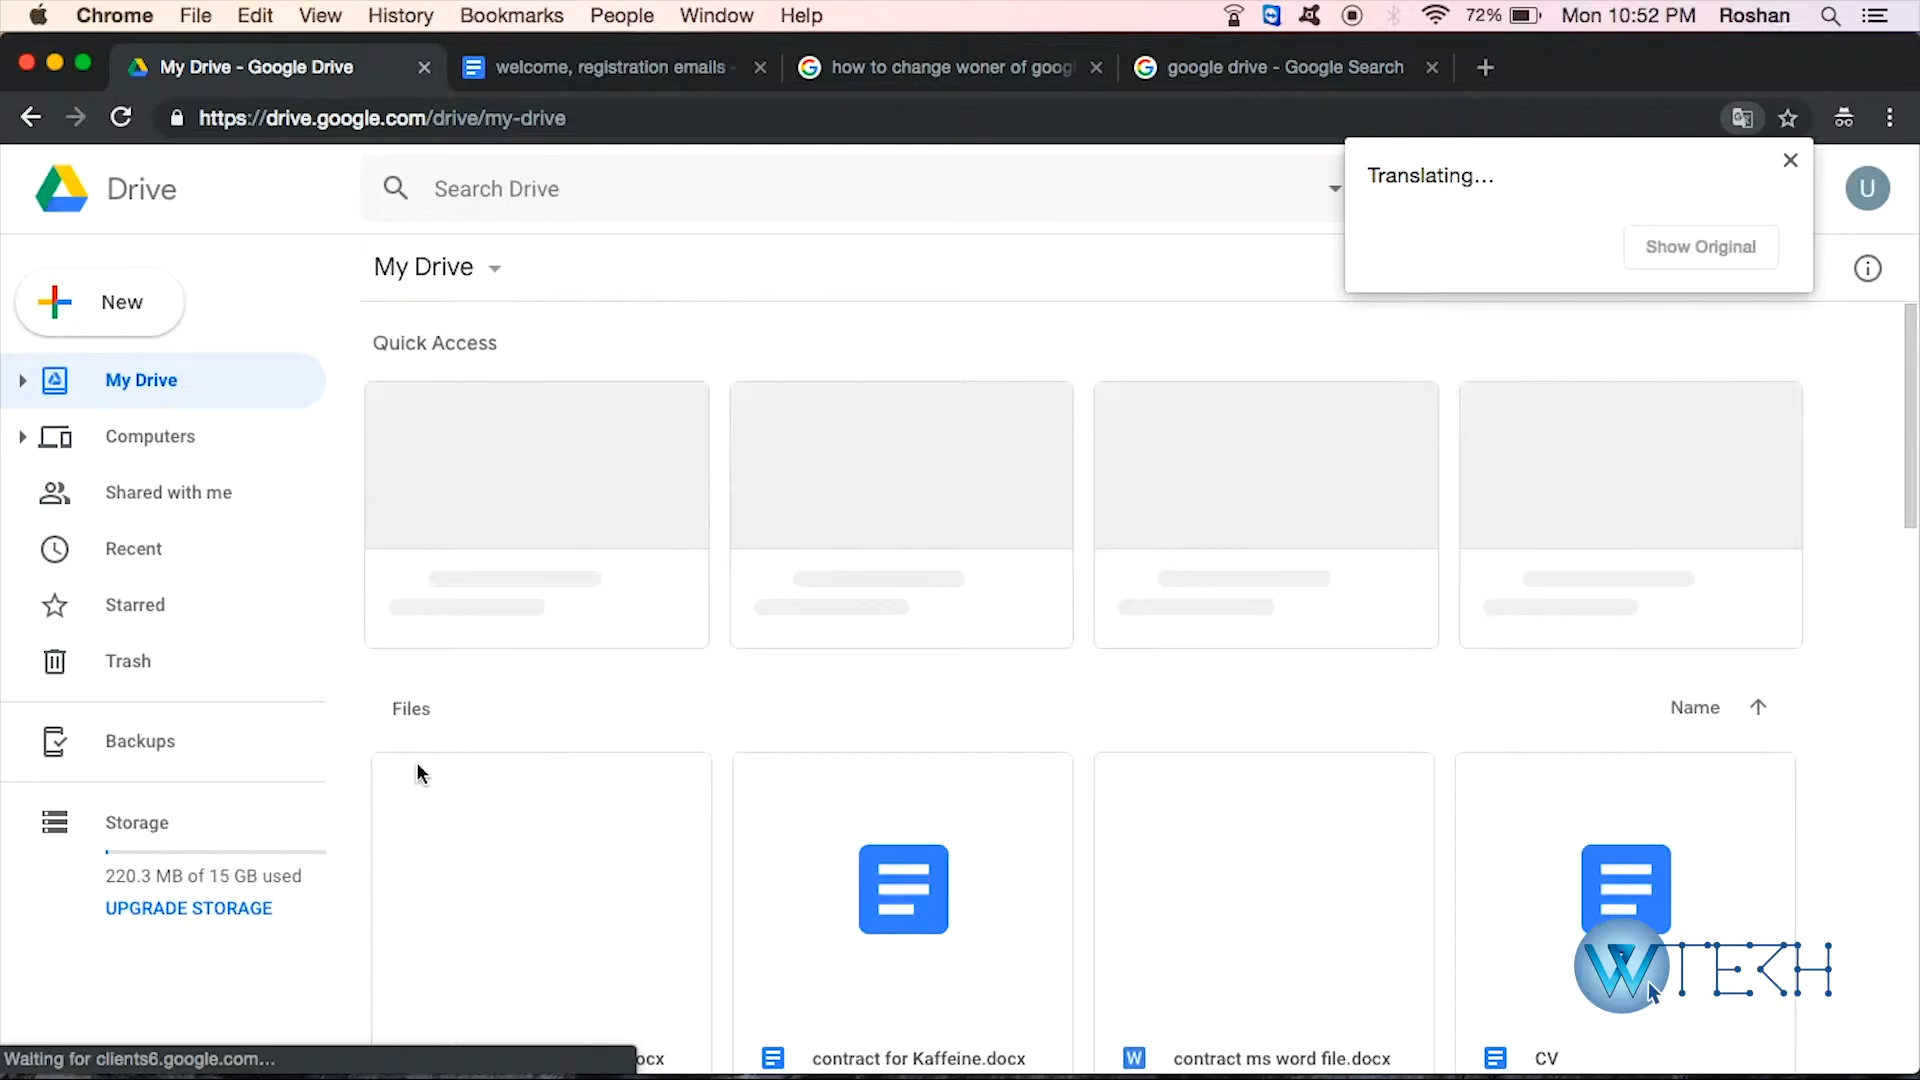 Chrome File Edit View History Bookmarks People Window Help 72% Mon 10:52 PM Roshan
My Drive - Google Drive welcome, registration emails - how to change woner of goog google drive - Google Search
https://drive.google.com/drive/my-drive
Translating...
Show Original
Drive
Search Drive
U
My Drive
New
Quick Access
My Drive
Computers
Shared with me
Recent
Starred
Trash
Files
Name
Backups
Storage
220.3 MB of 15 GB used
UPGRADE STORAGE
WTECH
Waiting for clients6.google.com...
ocx
contract for Kaffeine.docx
W
contract ms word file.docx
CV